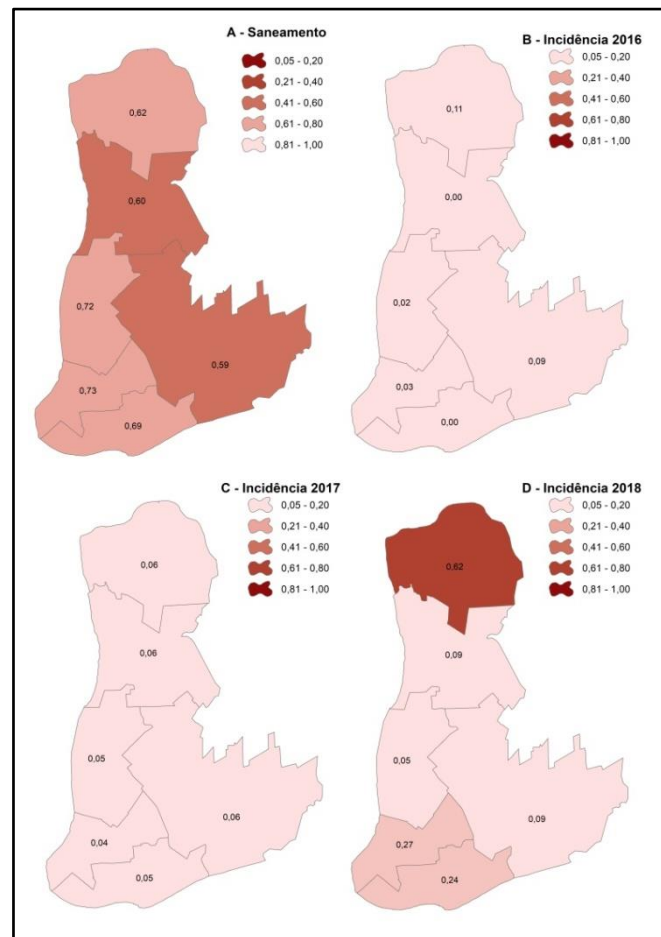 A - Saneamento
0,05 - 0,20
0,21 - 0,40
0,41 - 0,60
0,61 - 0,80
0,81 - 1,00
0,62
0,60
0,72
0,59
0,73
0,69
B - Incidência 2016
0,05 - 0,20
0,21 - 0,40
0,41 - 0,60
0,61 - 0,80
0,81 - 1,00
0,11
0,00
0,02
0,09
0,03
0,00
C - Incidência 2017
0,05 - 0,20
0,21 - 0,40
0,41 - 0,60
0,61 - 0,80
0,81 - 1,00
0,06
0,06
0,05
0,06
0,04
0,05
D - Incidência 2018
0,05 - 0,20
0,21 - 0,40
0,41 - 0,60
0,61 - 0,80
0,81 - 1,00
0,62
0,09
0,05
0,09
0,27
0,24